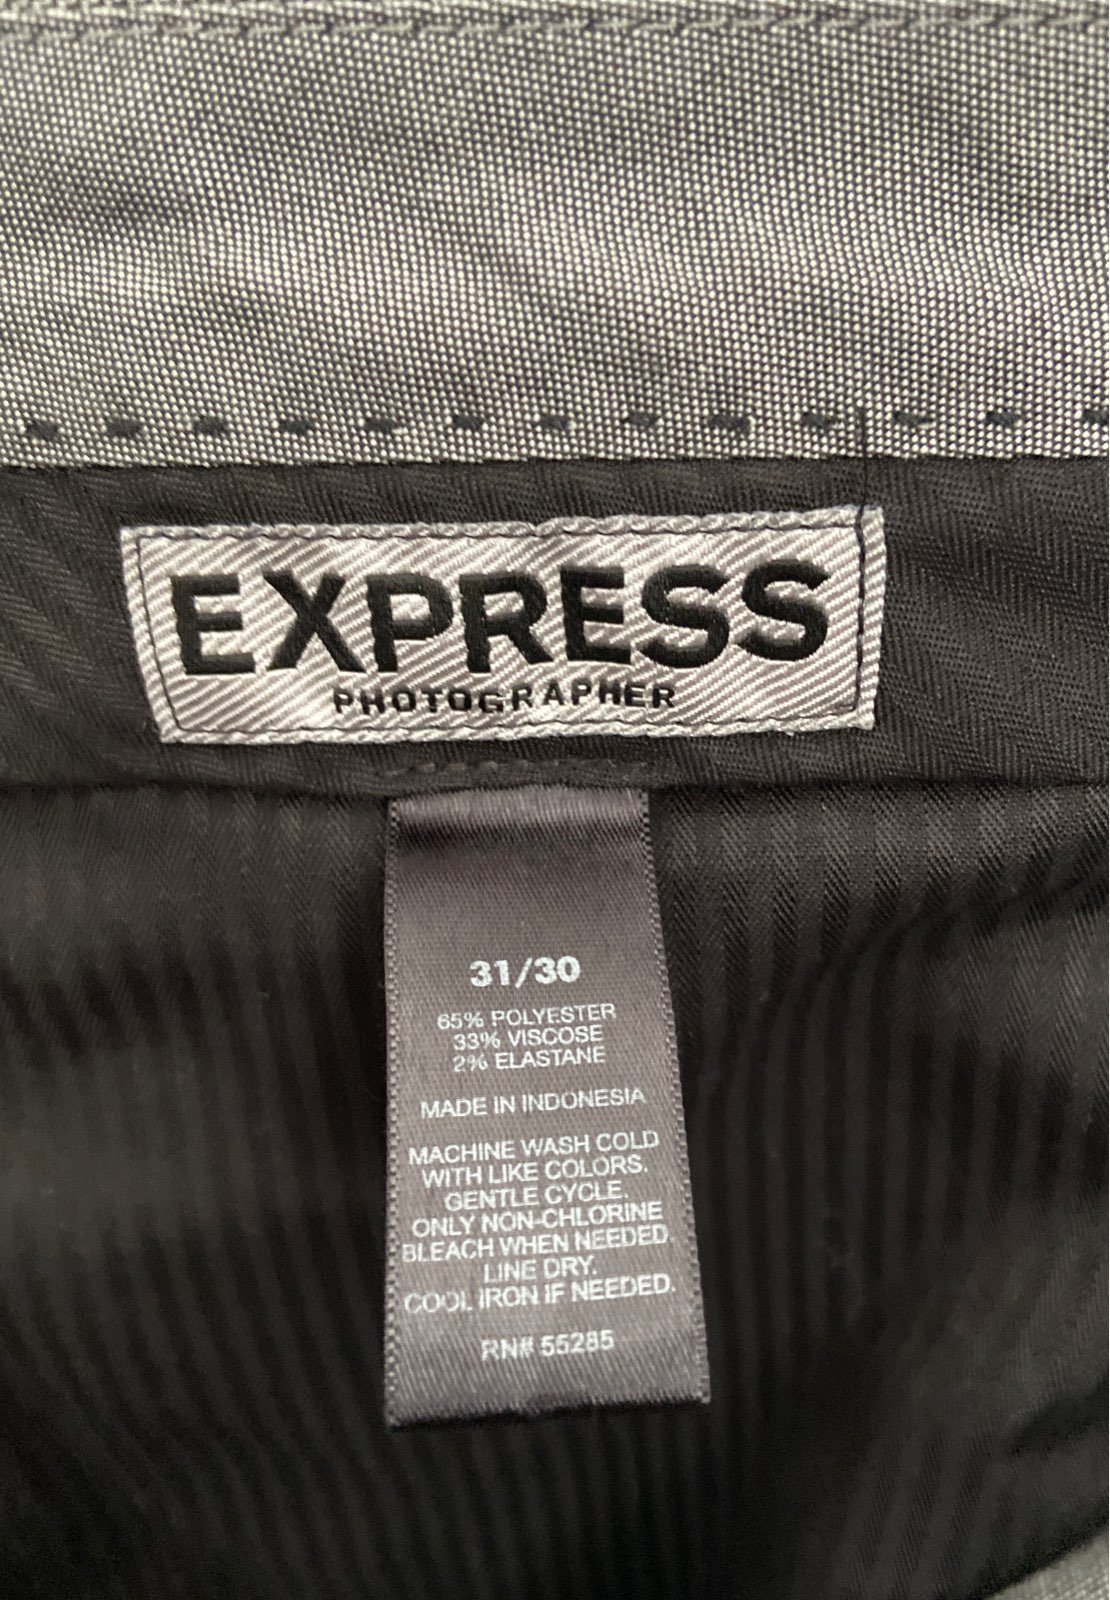 EXPRESS
PHOTOGRAPHER
31/30
65% POLYESTER
33% VISCOSE
2% ELASTANE
MADE IN INDONESIA
MACHINE WASH COLD
WITH LIKE COLORS.
GENTLE CYCLE.
ONLY NON-CHLORINE
BLEACH WHEN NEEDED.
LINE DRY.
COOL IRON IF NEEDED.
RN# 55285